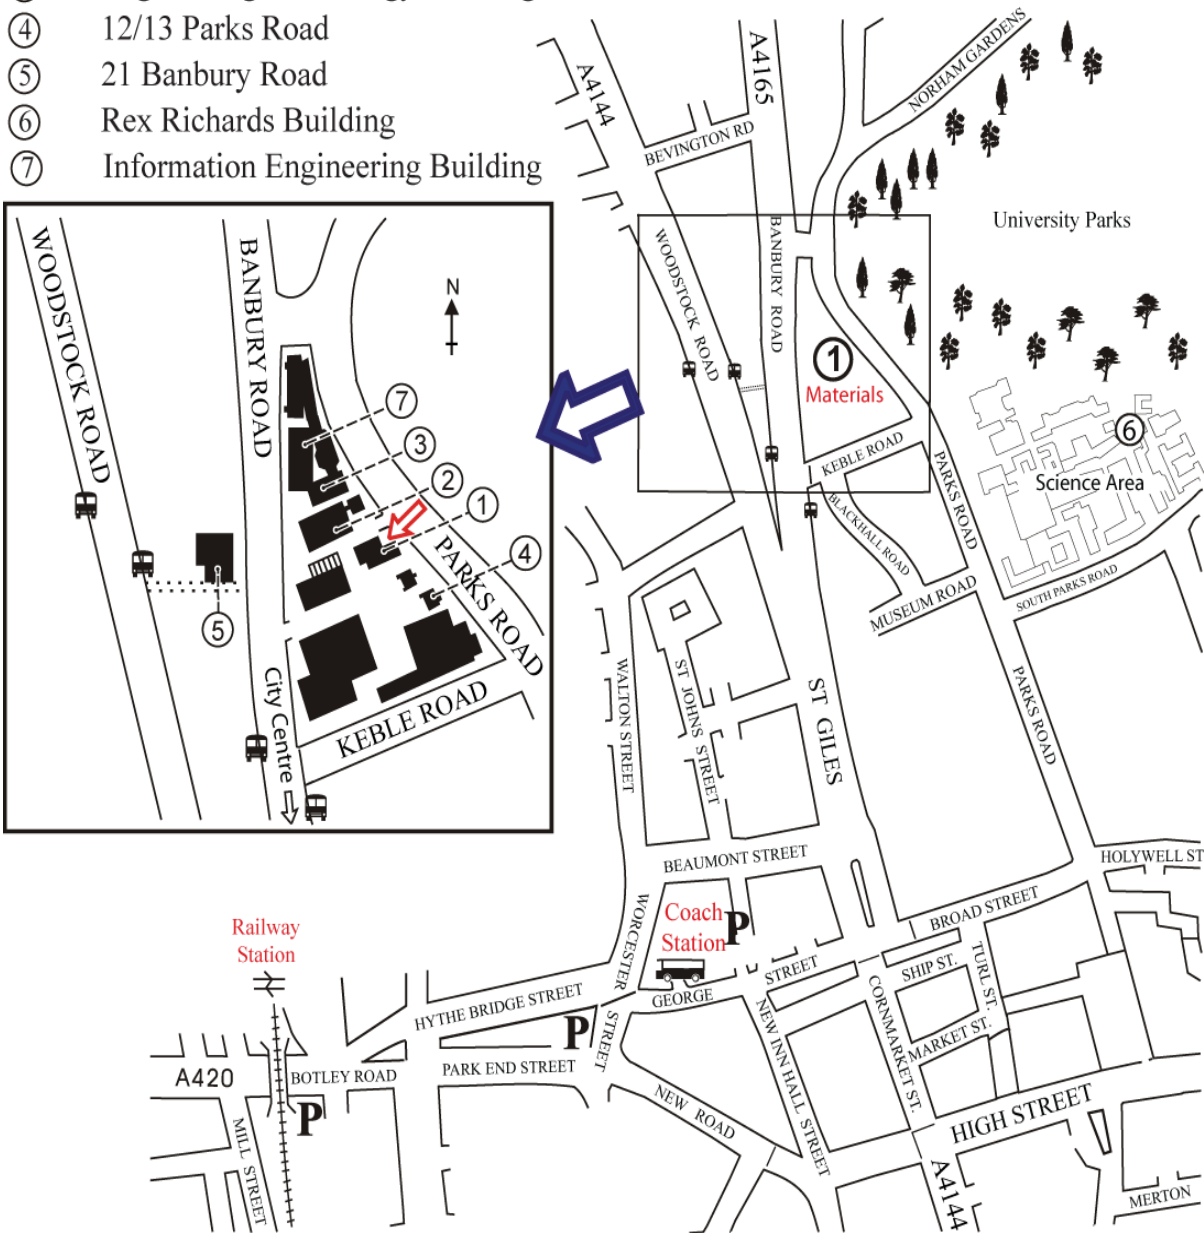 ④ 12/13 Parks Road
⑤ 21 Banbury Road
⑥ Rex Richards Building
⑦ Information Engineering Building
WOODSTOCK ROAD
BANBURY ROAD
N
7
3
2
1
4
5
PARKS ROAD
KEBLE ROAD
City Centre
A4144
A4165
NORHAM GARDENS
BEVINGTON RD
University Parks
WOODSTOCK ROAD
BANBURY ROAD
1
Materials
KEBLE ROAD
6
Science Area
PARKS ROAD
BLACKHALL ROAD
MUSEUM ROAD
SOUTH PARKS ROAD
WALTON STREET
ST JOHNS STREET
ST GILES
PARKS ROAD
BEAUMONT STREET
HOLYWELL ST
Railway
Station
WORCESTER
STREET
Coach
Station
P
BROAD STREET
GEORGE
STREET
SHIP ST.
TURL ST.
HYTHE BRIDGE STREET
P
NEW INN HALL STREET
CORNMARKET ST.
MARKET ST.
A420
BOTLEY ROAD
PARK END STREET
P
MILL STREET
NEW ROAD
HIGH STREET
A4144
MERTON